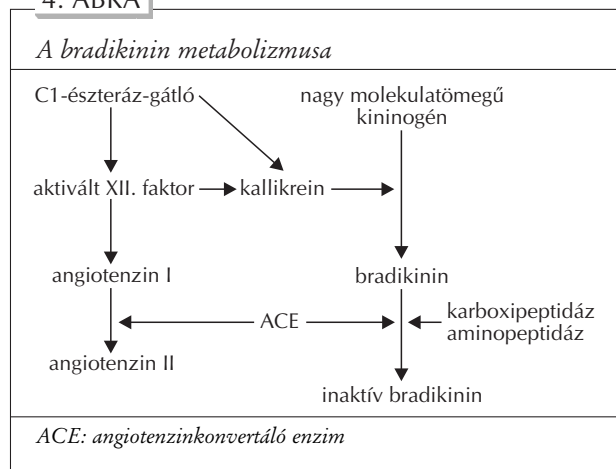 4. ÁBRA
A bradikinin metabolizmusa
C1-észteráz-gátló
nagy molekulatömegű
kininogén
aktivált XII. faktor
kallikrein
angiotenzin I
bradikinin
ACE
karboxipeptidáz
aminopeptidáz
angiotenzin II
inaktív bradikinin
ACE: angiotenzinkonvertáló enzim